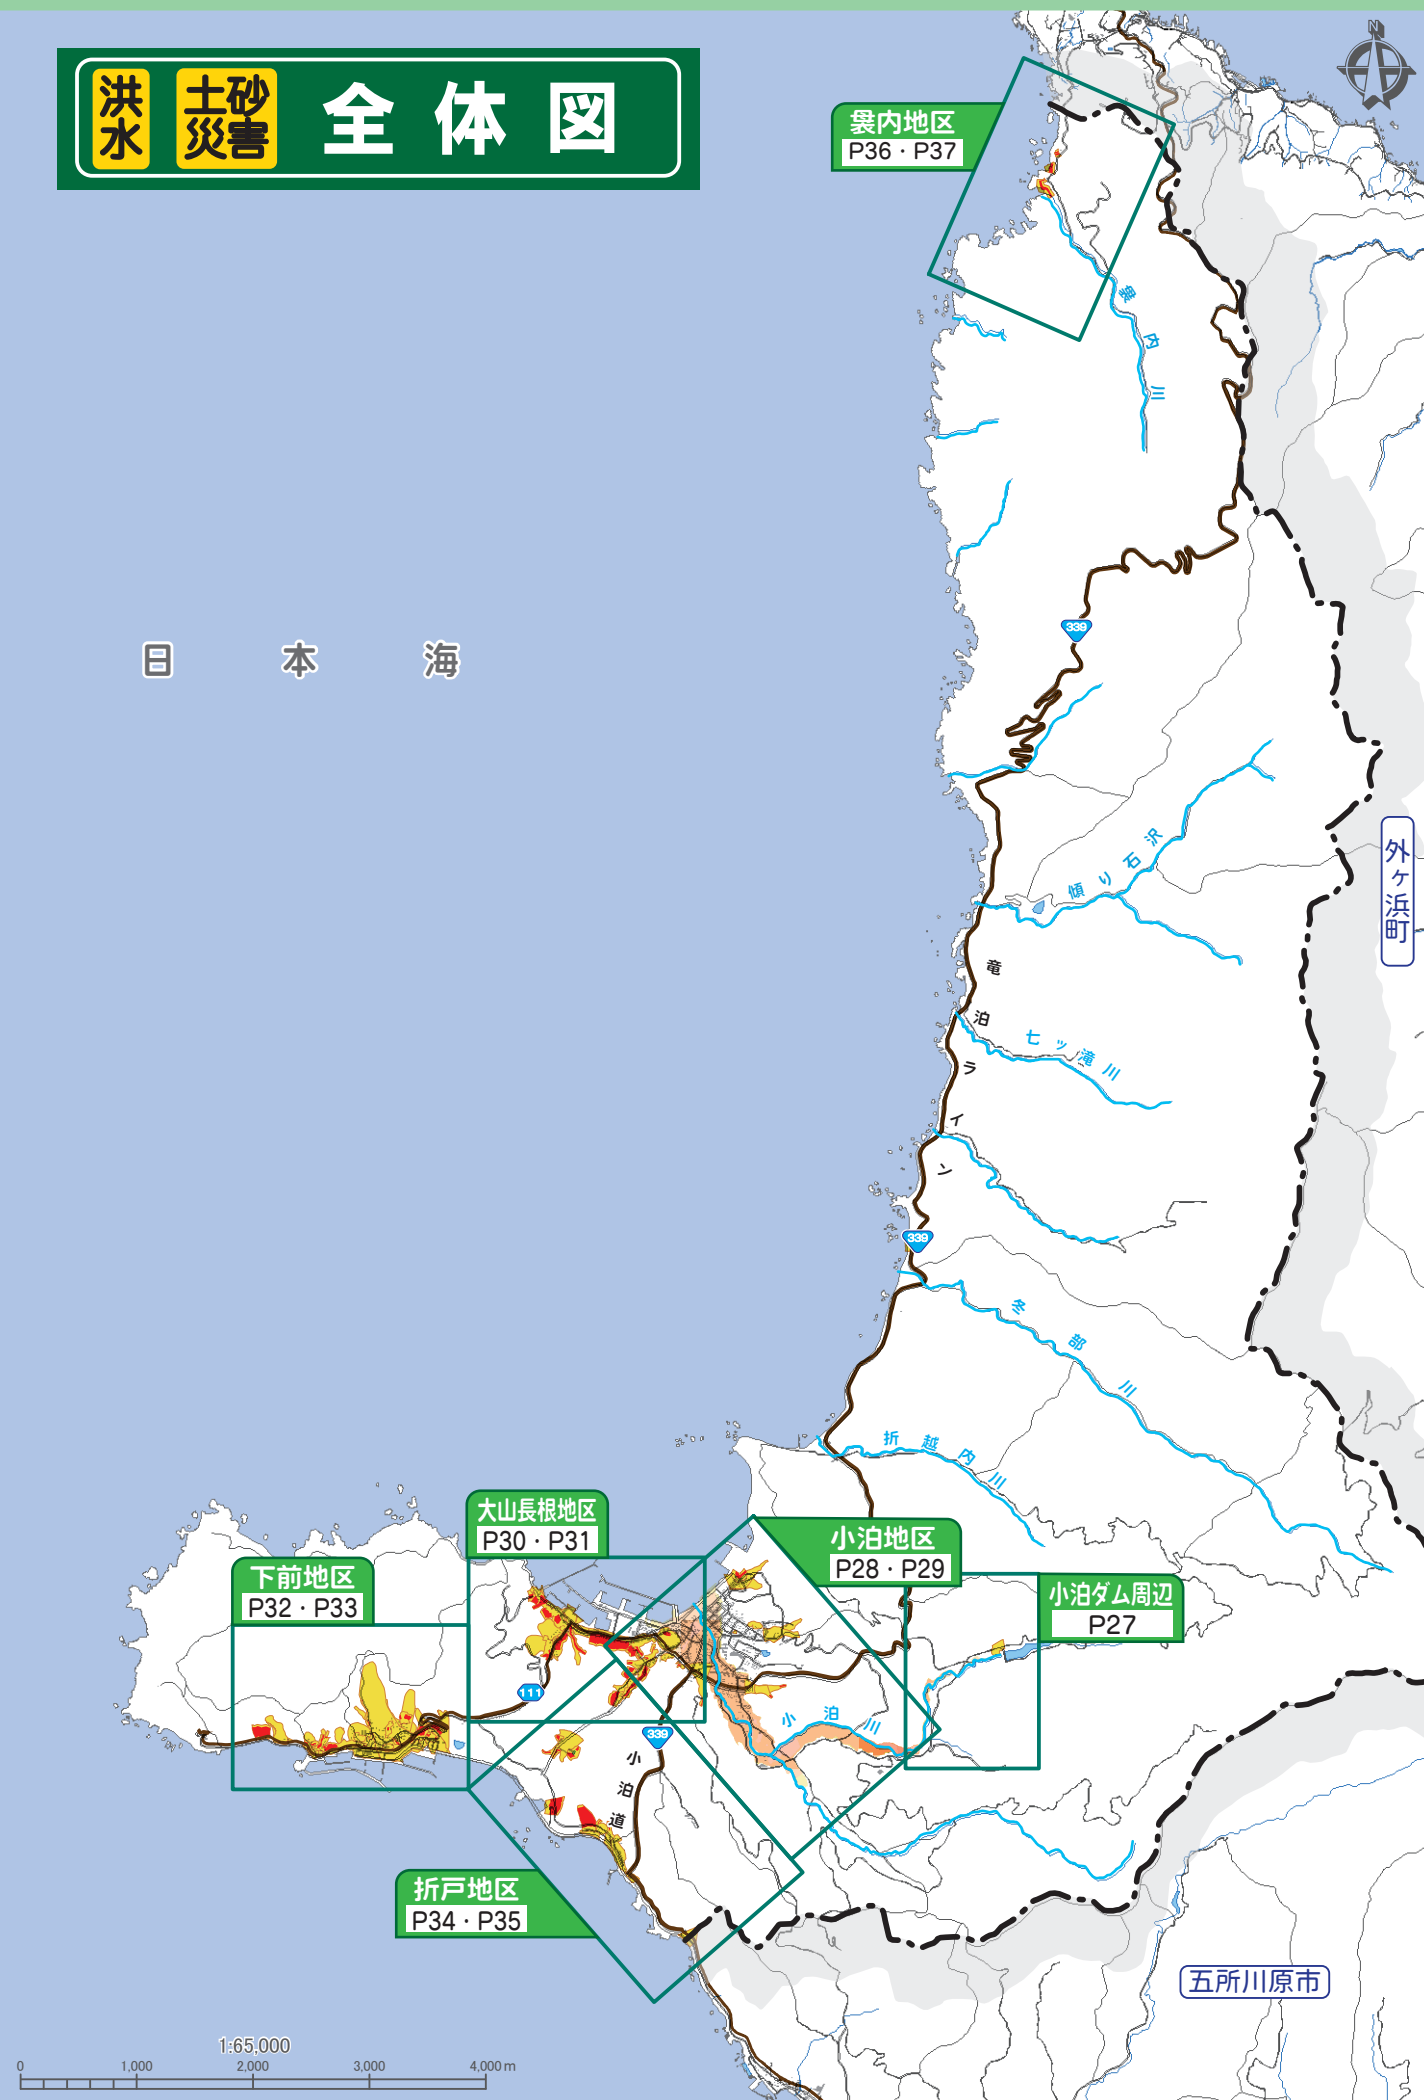 洪水
土砂災害
全体図
N
袰内地区
P36・P37
袰内川
日本海
339
傾り石沢
外ヶ浜町
竜泊ライン
七ッ滝川
339
冬部川
折越内川
大山長根地区
P30・P31
小泊地区
P28・P29
下前地区
P32・P33
小泊ダム周辺
P27
111
小泊川
339
小泊道
折戸地区
P34・P35
五所川原市
1:65,000
0 1,000 2,000 3,000 4,000m